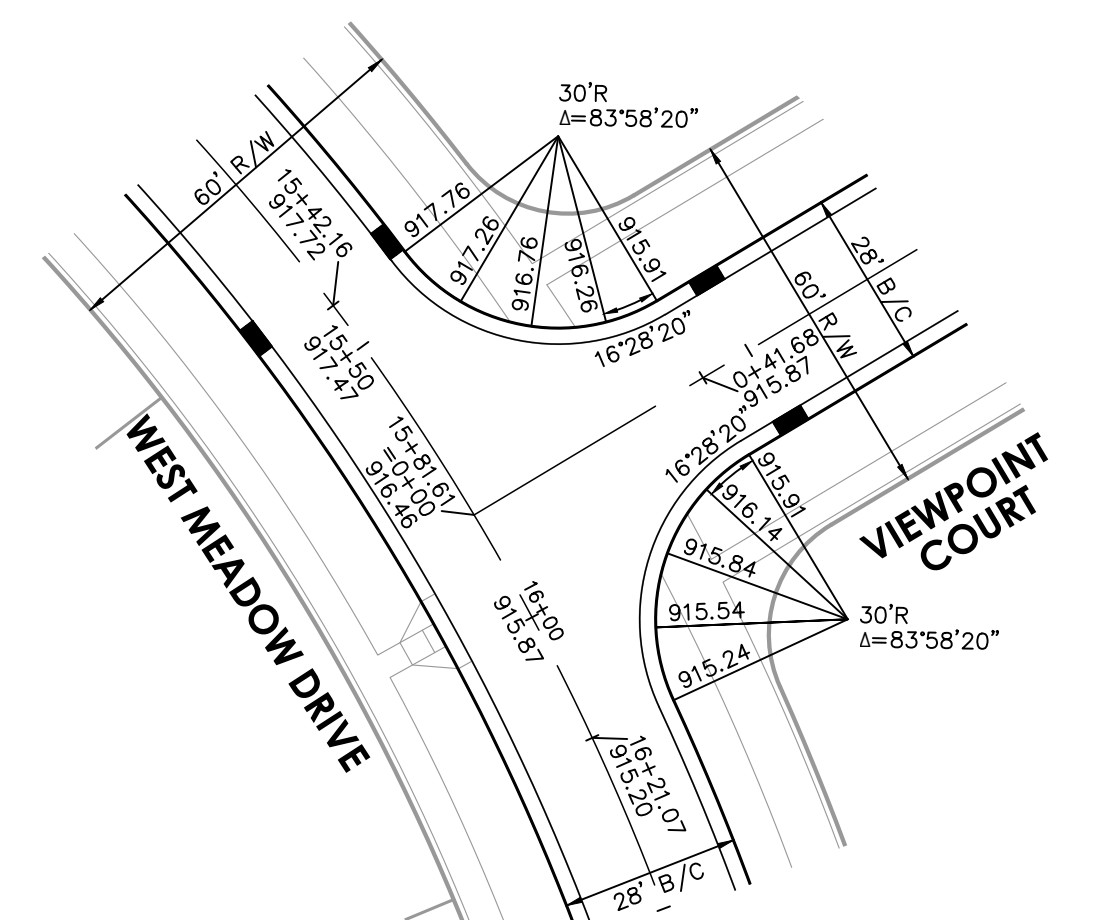 30'R
Δ=83°58'20"
60' R/W
15+42.16
917.72
917.76
917.26
916.76
916.26
915.91
16°28'20"
28' B/C
60' R/W
15+50
917.47
0+41.68
915.87
15+81.61
=0+00
916.46
16°28'20"
915.91
916.14
915.84
915.54
915.24
WEST MEADOW DRIVE
VIEWPOINT
COURT
16+00
915.87
30'R
Δ=83°58'20"
16+21.07
915.20
28' B/C